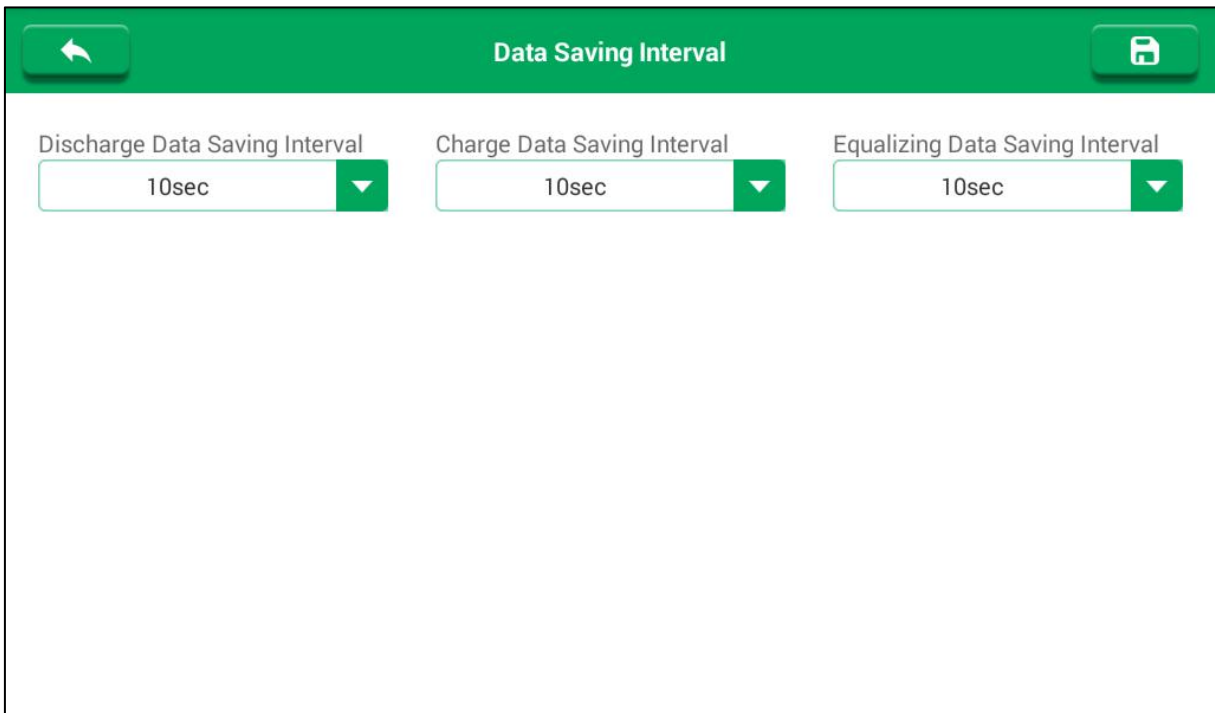 Data Saving Interval
Discharge Data Saving Interval
Charge Data Saving Interval
Equalizing Data Saving Interval
10sec
10sec
10sec